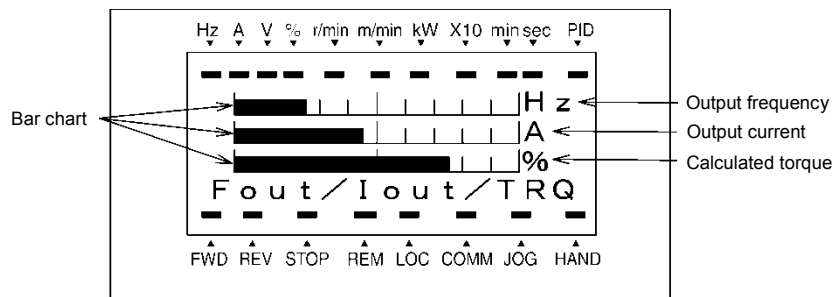 Hz A V % r/min m/min kW X10 min sec PID
Hz Output frequency
Bar chart A Output current
% Calculated torque
Fout/Iout/TRQ
FWD REV STOP REM LOC COMM JOG HAND